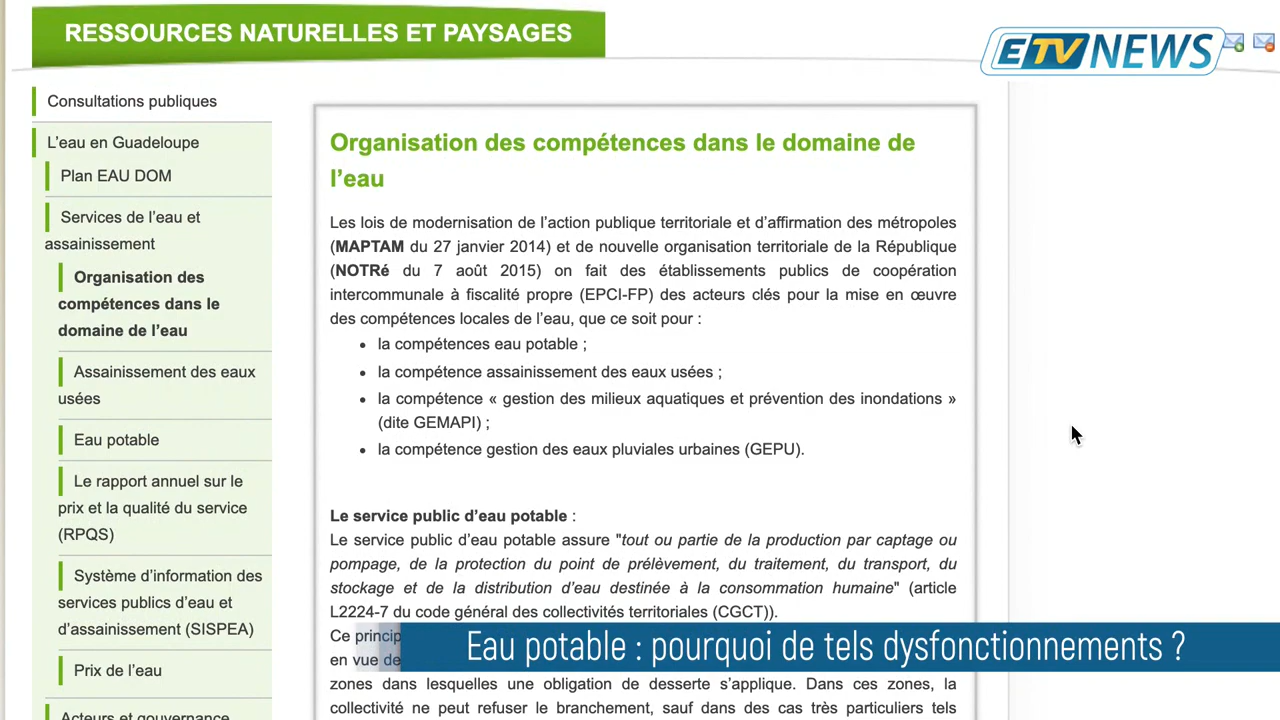 RESSOURCES NATURELLES ET PAYSAGES
ETV NEWS
Consultations publiques
L’eau en Guadeloupe
Plan EAU DOM
Services de l’eau et
assainissement
Organisation des
compétences dans le
domaine de l’eau
Assainissement des eaux
usées
Eau potable
Le rapport annuel sur le
prix et la qualité du service
(RPQS)
Système d’information des
services publics d’eau et
d’assainissement (SISPEA)
Prix de l’eau
Acteurs et gouvernance
Organisation des compétences dans le domaine de
l’eau
Les lois de modernisation de l’action publique territoriale et d’affirmation des métropoles
(MAPTAM du 27 janvier 2014) et de nouvelle organisation territoriale de la République
(NOTRé du 7 août 2015) on fait des établissements publics de coopération
intercommunale à fiscalité propre (EPCI-FP) des acteurs clés pour la mise en œuvre
des compétences locales de l’eau, que ce soit pour :
• la compétences eau potable ;
• la compétence assainissement des eaux usées ;
• la compétence « gestion des milieux aquatiques et prévention des inondations »
(dite GEMAPI) ;
• la compétence gestion des eaux pluviales urbaines (GEPU).
Le service public d’eau potable :
Le service public d’eau potable assure "tout ou partie de la production par captage ou
pompage, de la protection du point de prélèvement, du traitement, du transport, du
stockage et de la distribution d’eau destinée à la consommation humaine" (article
L2224-7 du code général des collectivités territoriales (CGCT)).
Ce princip
en vue de
zones dans lesquelles une obligation de desserte s’applique. Dans ces zones, la
collectivité ne peut refuser le branchement, sauf dans des cas très particuliers tels
Eau potable : pourquoi de tels dysfonctionnements ?